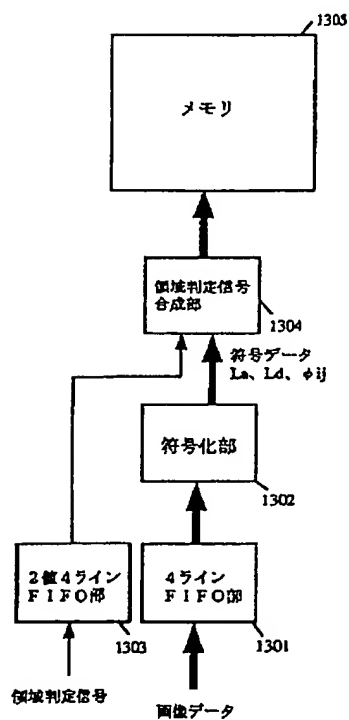 1305
メモリ
領域判定信号
合成部
1304
符号データ
La、Ld、φij
符号化部
1302
2値4ライン
FIFO部
1303
4ライン
FIFO部
1301
領域判定信号
画像データ